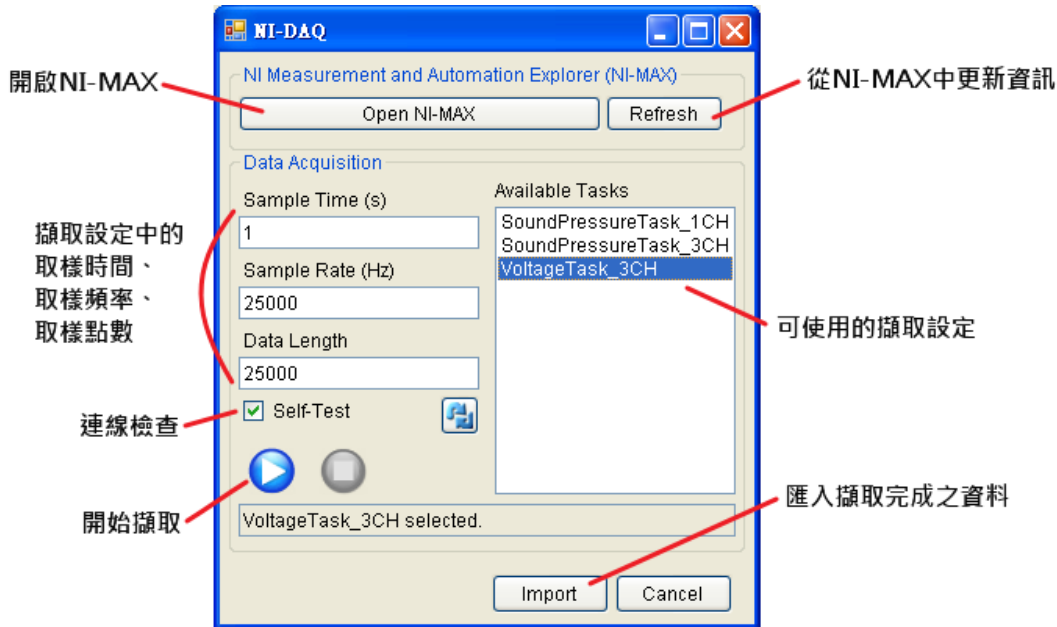 NI-DAQ
開啟NI-MAX
NI Measurement and Automation Explorer (NI-MAX)
Open NI-MAX
Refresh
從NI-MAX中更新資訊
Data Acquisition
Sample Time (s)
1
Sample Rate (Hz)
25000
Data Length
25000
擷取設定中的
取樣時間、
取樣頻率、
取樣點數
Self-Test
連線檢查
開始擷取
Available Tasks
SoundPressureTask_1CH
SoundPressureTask_3CH
VoltageTask_3CH
可使用的擷取設定
VoltageTask_3CH selected.
匯入擷取完成之資料
Import
Cancel